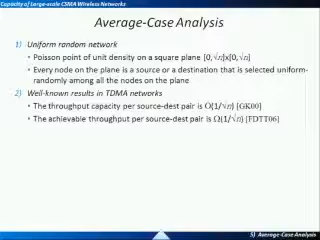 Capacity of Large-scale CSMA Wireless Networks
Average-Case Analysis
1) Uniform random network
• Poisson point of unit density on a square plane [0,√n]x[0,√n]
• Every node on the plane is a source or a destination that is selected uniform-
randomly among all the nodes on the plane
2) Well-known results in TDMA networks
• The throughput capacity per source-dest pair is O(1/√n) [GK00]
• The achievable throughput per source-dest pair is Ω(1/√n) [FDTT06]
5) Average-Case Analysis